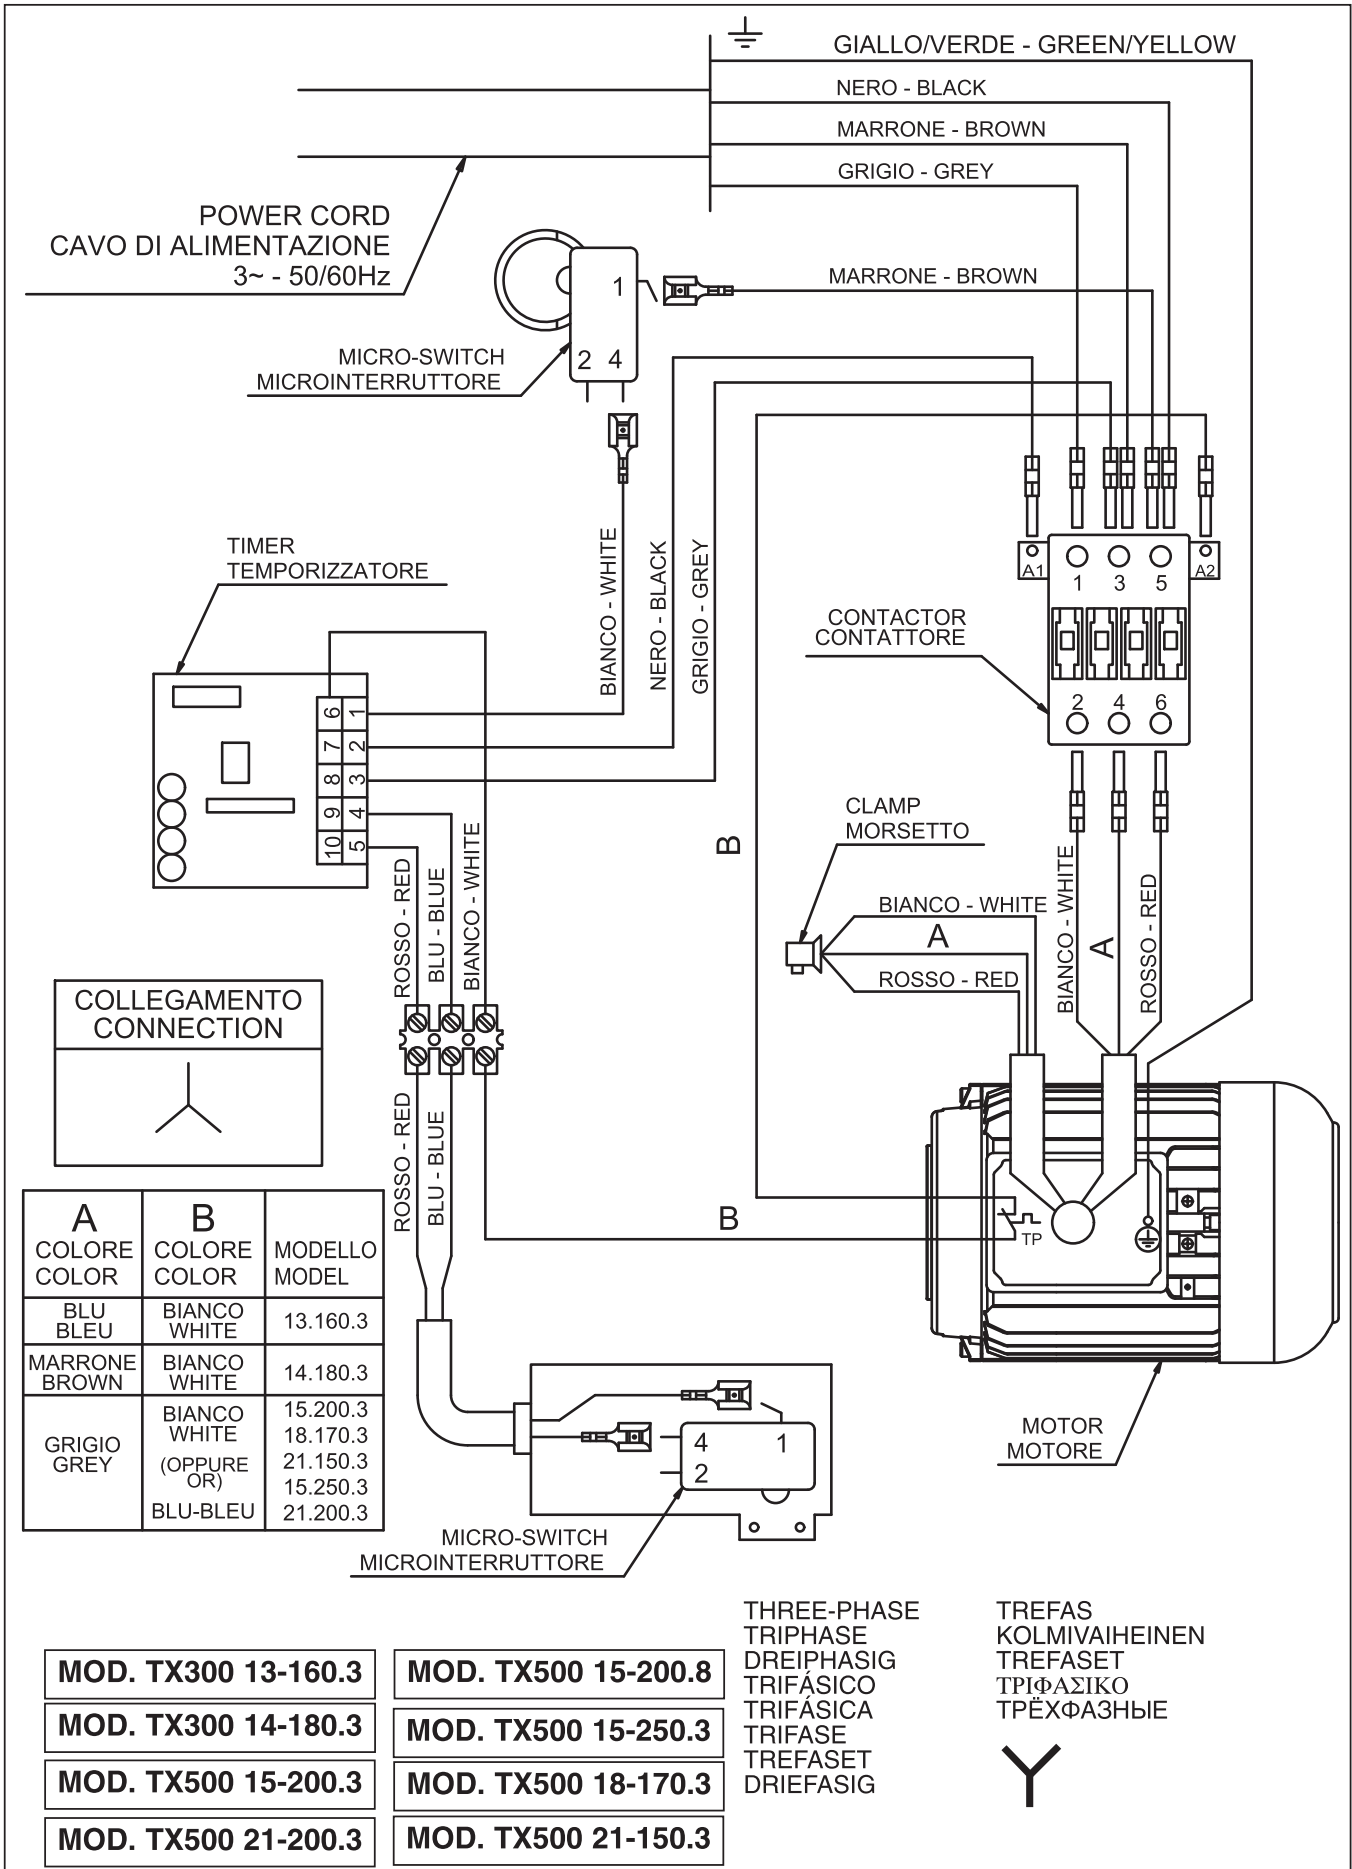 GIALLO/VERDE - GREEN/YELLOW
NERO - BLACK
MARRONE - BROWN
GRIGIO - GREY
POWER CORD
CAVO DI ALIMENTAZIONE
3~ - 50/60Hz
1
2 4
MARRONE - BROWN
MICRO-SWITCH
MICROINTERRUTTORE
TIMER
TEMPORIZZATORE
BIANCO - WHITE
NERO - BLACK
GRIGIO - GREY
A1
1 3 5
A2
CONTACTOR
CONTATTORE
2 4 6
6 1
7 2
8 3
9 4
10 5
ROSSO - RED
BLU - BLUE
BIANCO - WHITE
B
CLAMP
MORSETTO
BIANCO - WHITE
A
ROSSO - RED
BIANCO - WHITE
A
ROSSO - RED
COLLEGAMENTO
CONNECTION
ROSSO - RED
BLU - BLUE
B
TP
A
COLORE
COLOR
B
COLORE
COLOR
MODELLO
MODEL
BLU
BLEU
BIANCO
WHITE
13.160.3
MARRONE
BROWN
BIANCO
WHITE
14.180.3
GRIGIO
GREY
BIANCO
WHITE
(OPPURE
OR)
BLU-BLEU
15.200.3
18.170.3
21.150.3
15.250.3
21.200.3
4 1
2
MICRO-SWITCH
MICROINTERRUTTORE
MOTOR
MOTORE
MOD. TX300 13-160.3
MOD. TX300 14-180.3
MOD. TX500 15-200.3
MOD. TX500 21-200.3
MOD. TX500 15-200.8
MOD. TX500 15-250.3
MOD. TX500 18-170.3
MOD. TX500 21-150.3
THREE-PHASE
TRIPHASE
DREIPHASIG
TRIFÁSICO
TRIFÁSICA
TRIFASE
TREFASET
DRIEFASIG
TREFAS
KOLMIVAIHEINEN
TREFASET
ΤΡΙΦΑΣΙΚΟ
ТРЁХФАЗНЫЕ